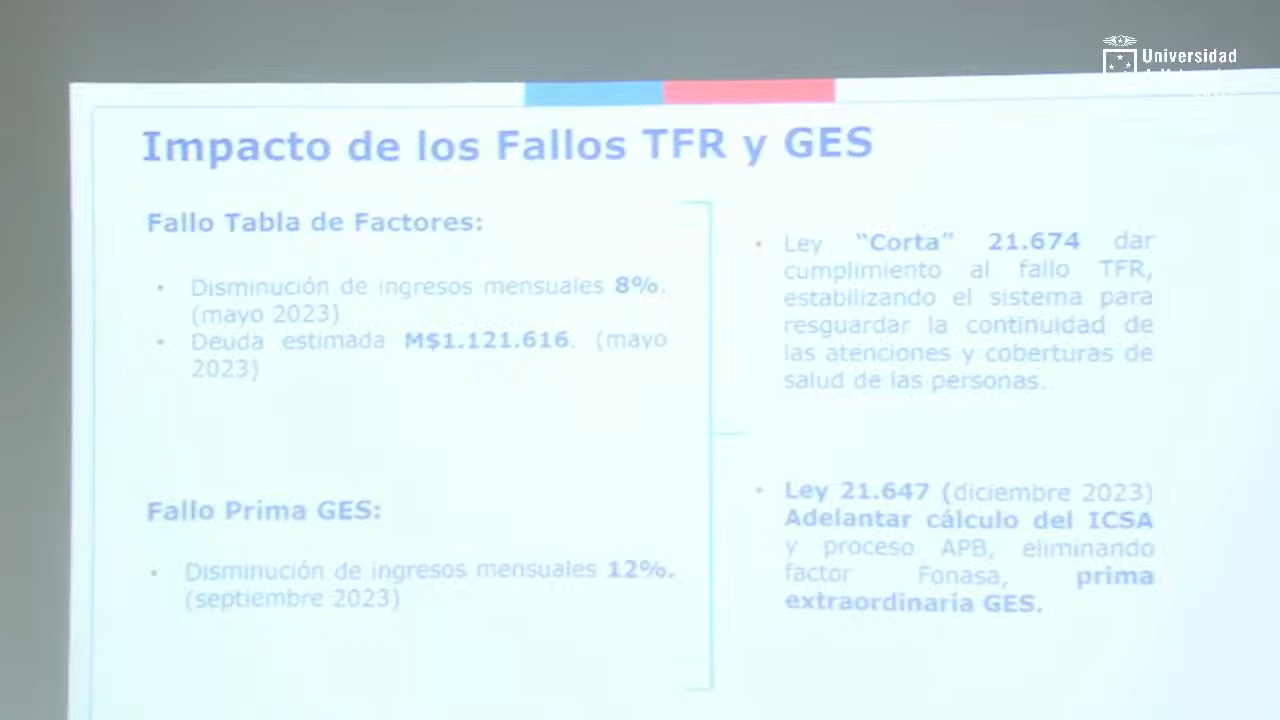 Universidad
Impacto de los Fallos TFR y GES
Fallo Tabla de Factores:
• Disminución de ingresos mensuales 8%.
(mayo 2023)
• Deuda estimada M$1.121.616. (mayo
2023)
Fallo Prima GES:
• Disminución de ingresos mensuales 12%.
(septiembre 2023)
• Ley “Corta” 21.674 dar
cumplimiento al fallo TFR,
estabilizando el sistema para
resguardar la continuidad de
las atenciones y coberturas de
salud de las personas.
• Ley 21.647 (diciembre 2023)
Adelantar cálculo del ICSA
y proceso APB, eliminando
factor Fonasa, prima
extraordinaria GES.